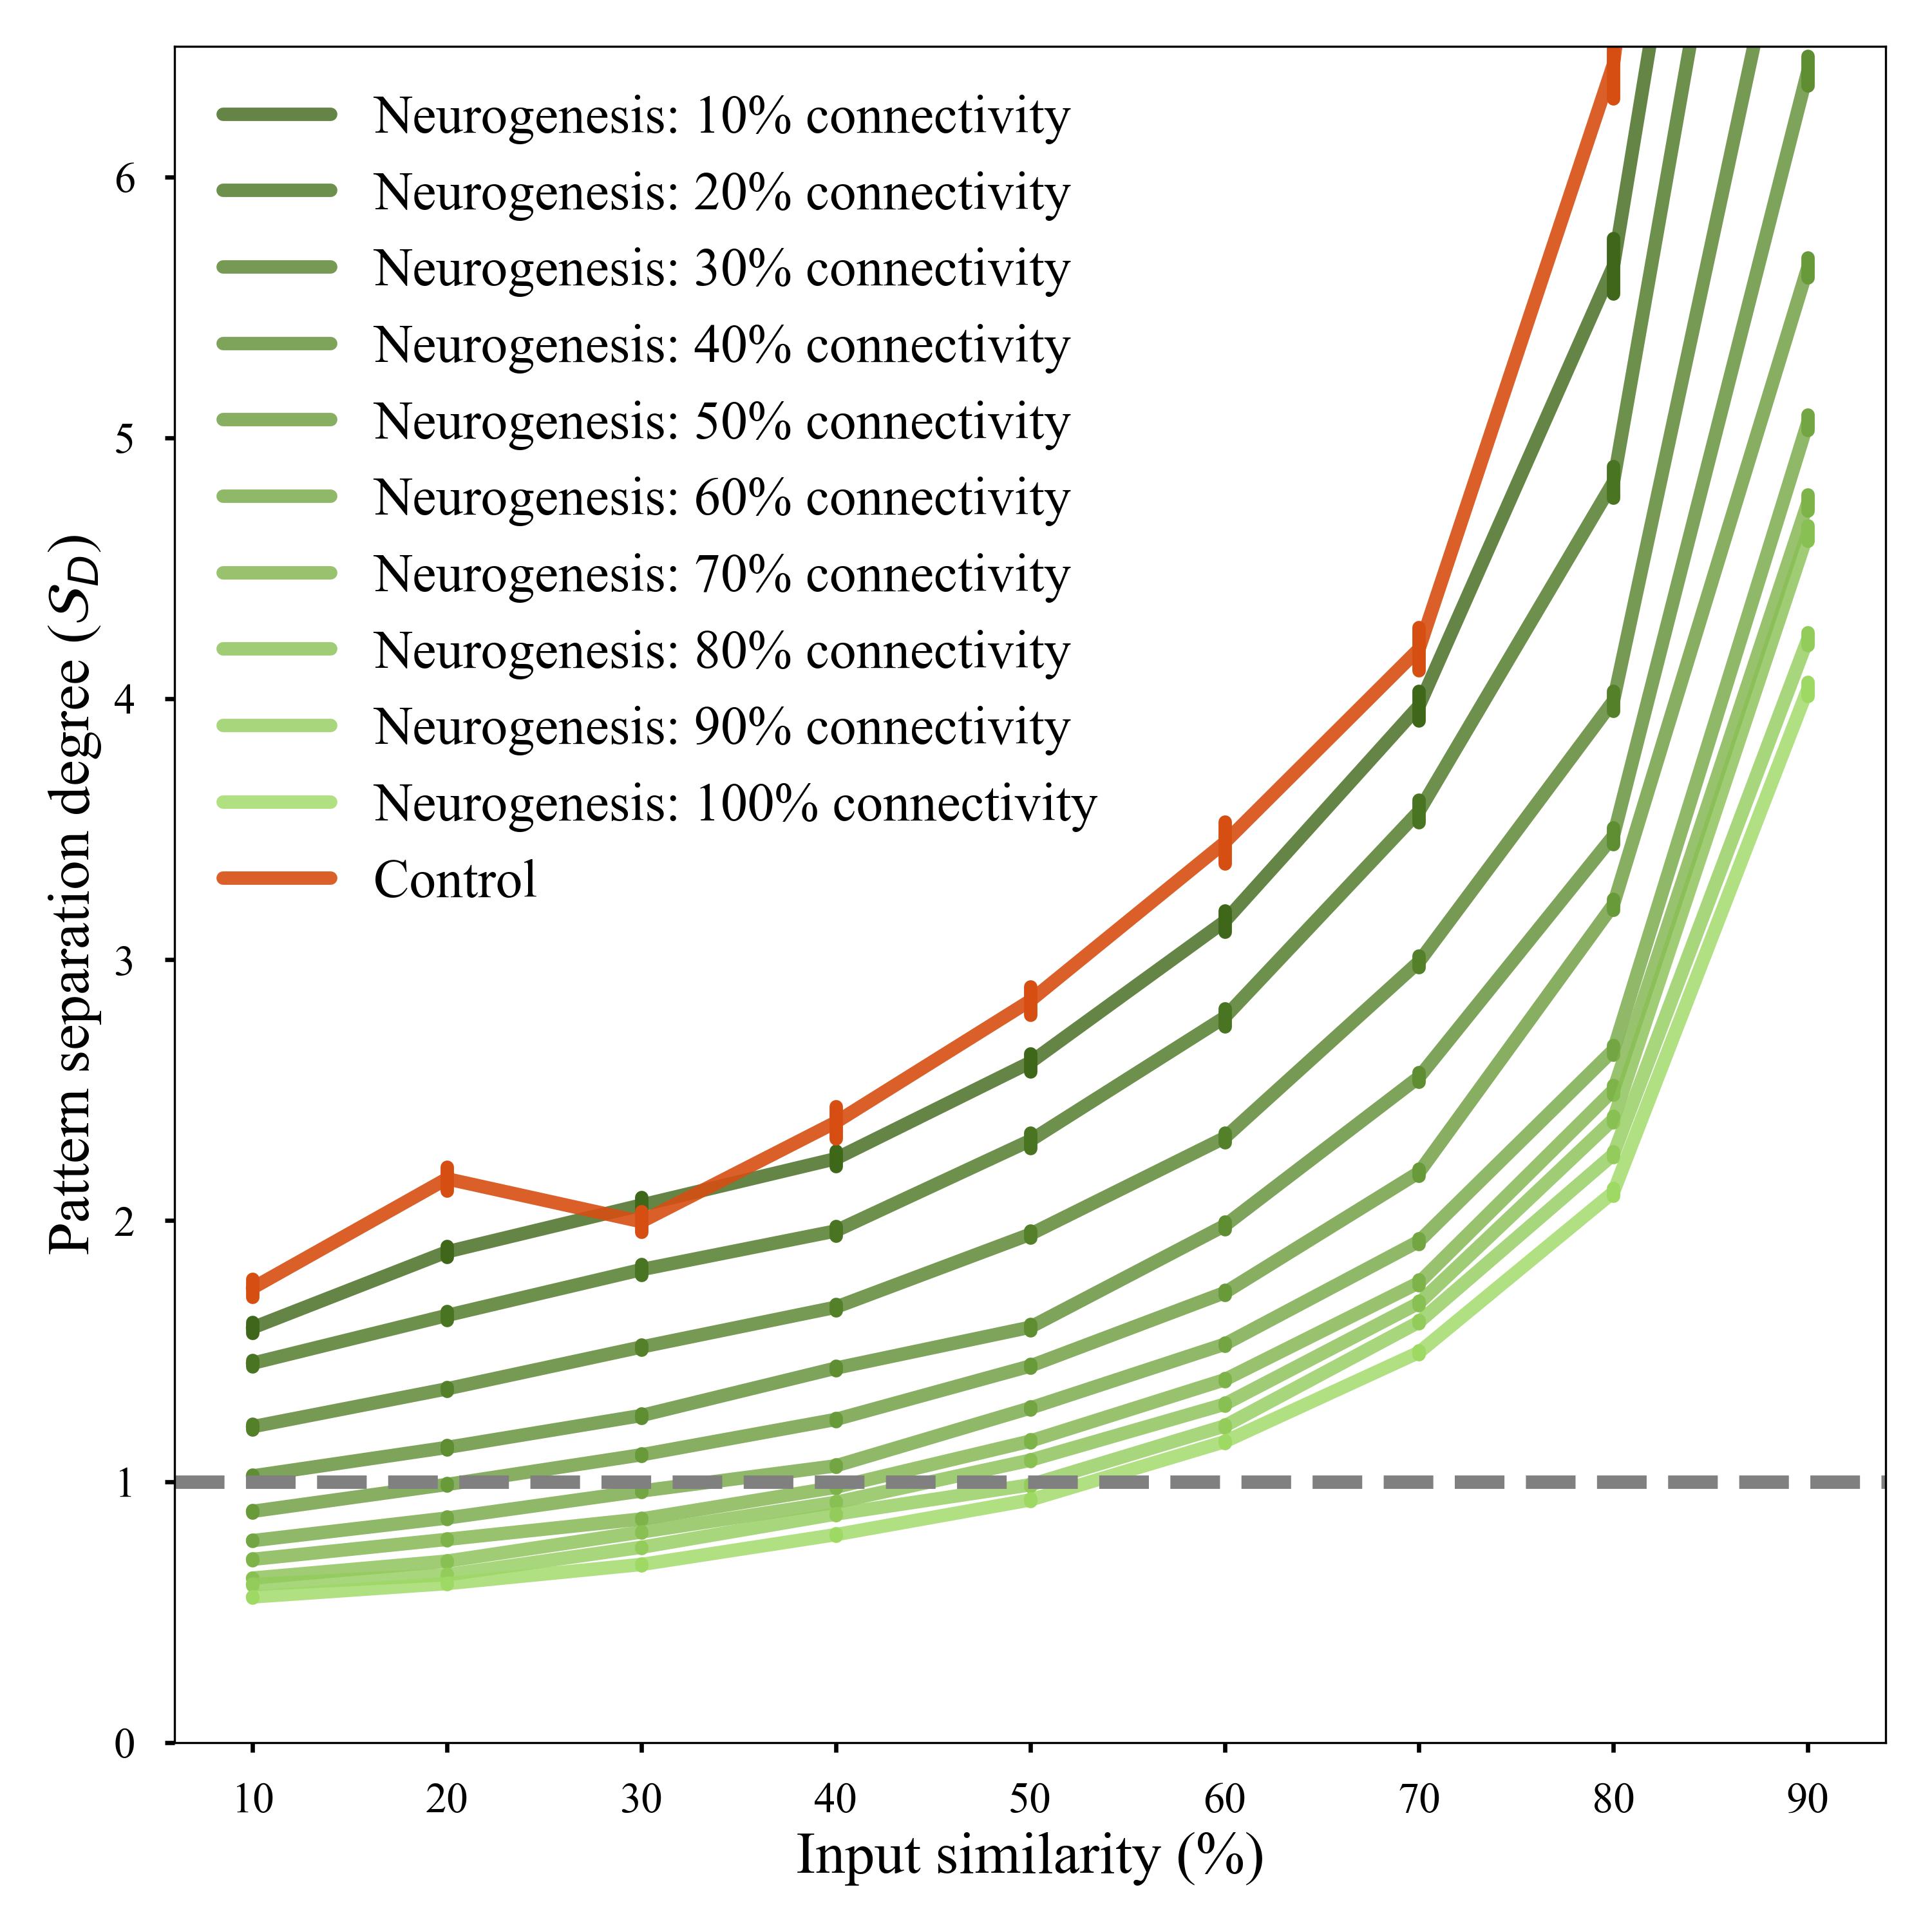 Neurogenesis: 10% connectivity
Neurogenesis: 20% connectivity
Neurogenesis: 30% connectivity
Neurogenesis: 40% connectivity
Neurogenesis: 50% connectivity
Neurogenesis: 60% connectivity
Neurogenesis: 70% connectivity
Neurogenesis: 80% connectivity
Neurogenesis: 90% connectivity
Neurogenesis: 100% connectivity
Control
Pattern separation degree (S_D)
6
5
4
3
2
1
0
10 20 30 40 50 60 70 80 90
Input similarity (%)